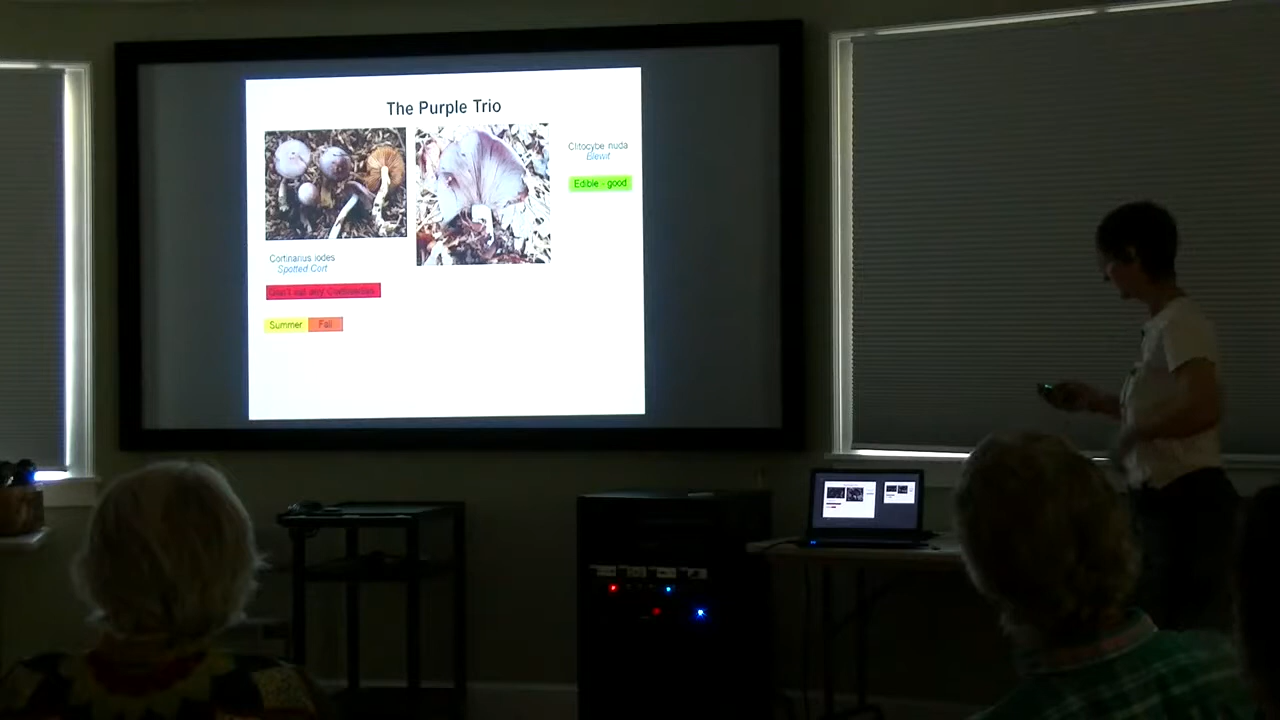 The Purple Trio
Clitocybe nuda
Blewit
Edible - good
Cortinarius iodes
Spotted Cort
Don't eat any Cortinarius
Summer
Fall